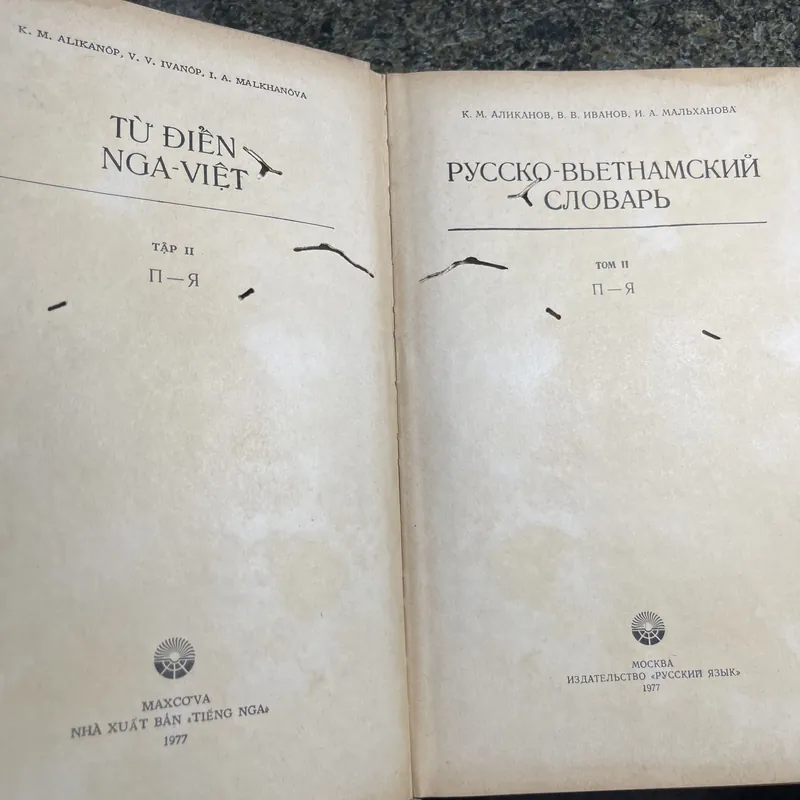 K. M. ALIKANÔP, V. V. IVANÔP, I. A. MALKHANÔVA
TỪ ĐIỂN
NGA-VIỆT
TẬP II
П — Я
MAXCƠVA
NHÀ XUẤT BẢN «TIẾNG NGA»
1977
К. М. АЛИКАНОВ, В. В. ИВАНОВ, И. А. МАЛЬХАНОВА
РУССКО-ВЬЕТНАМСКИЙ
СЛОВАРЬ
ТОМ II
П — Я
МОСКВА
ИЗДАТЕЛЬСТВО «РУССКИЙ ЯЗЫК»
1977